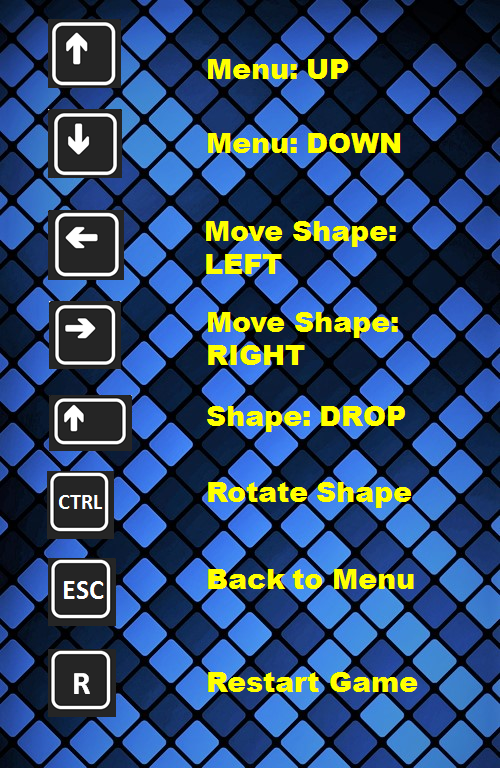 Menu: UP
Menu: DOWN
Move Shape:
LEFT
Move Shape:
RIGHT
Shape: DROP
CTRL Rotate Shape
ESC Back to Menu
R Restart Game